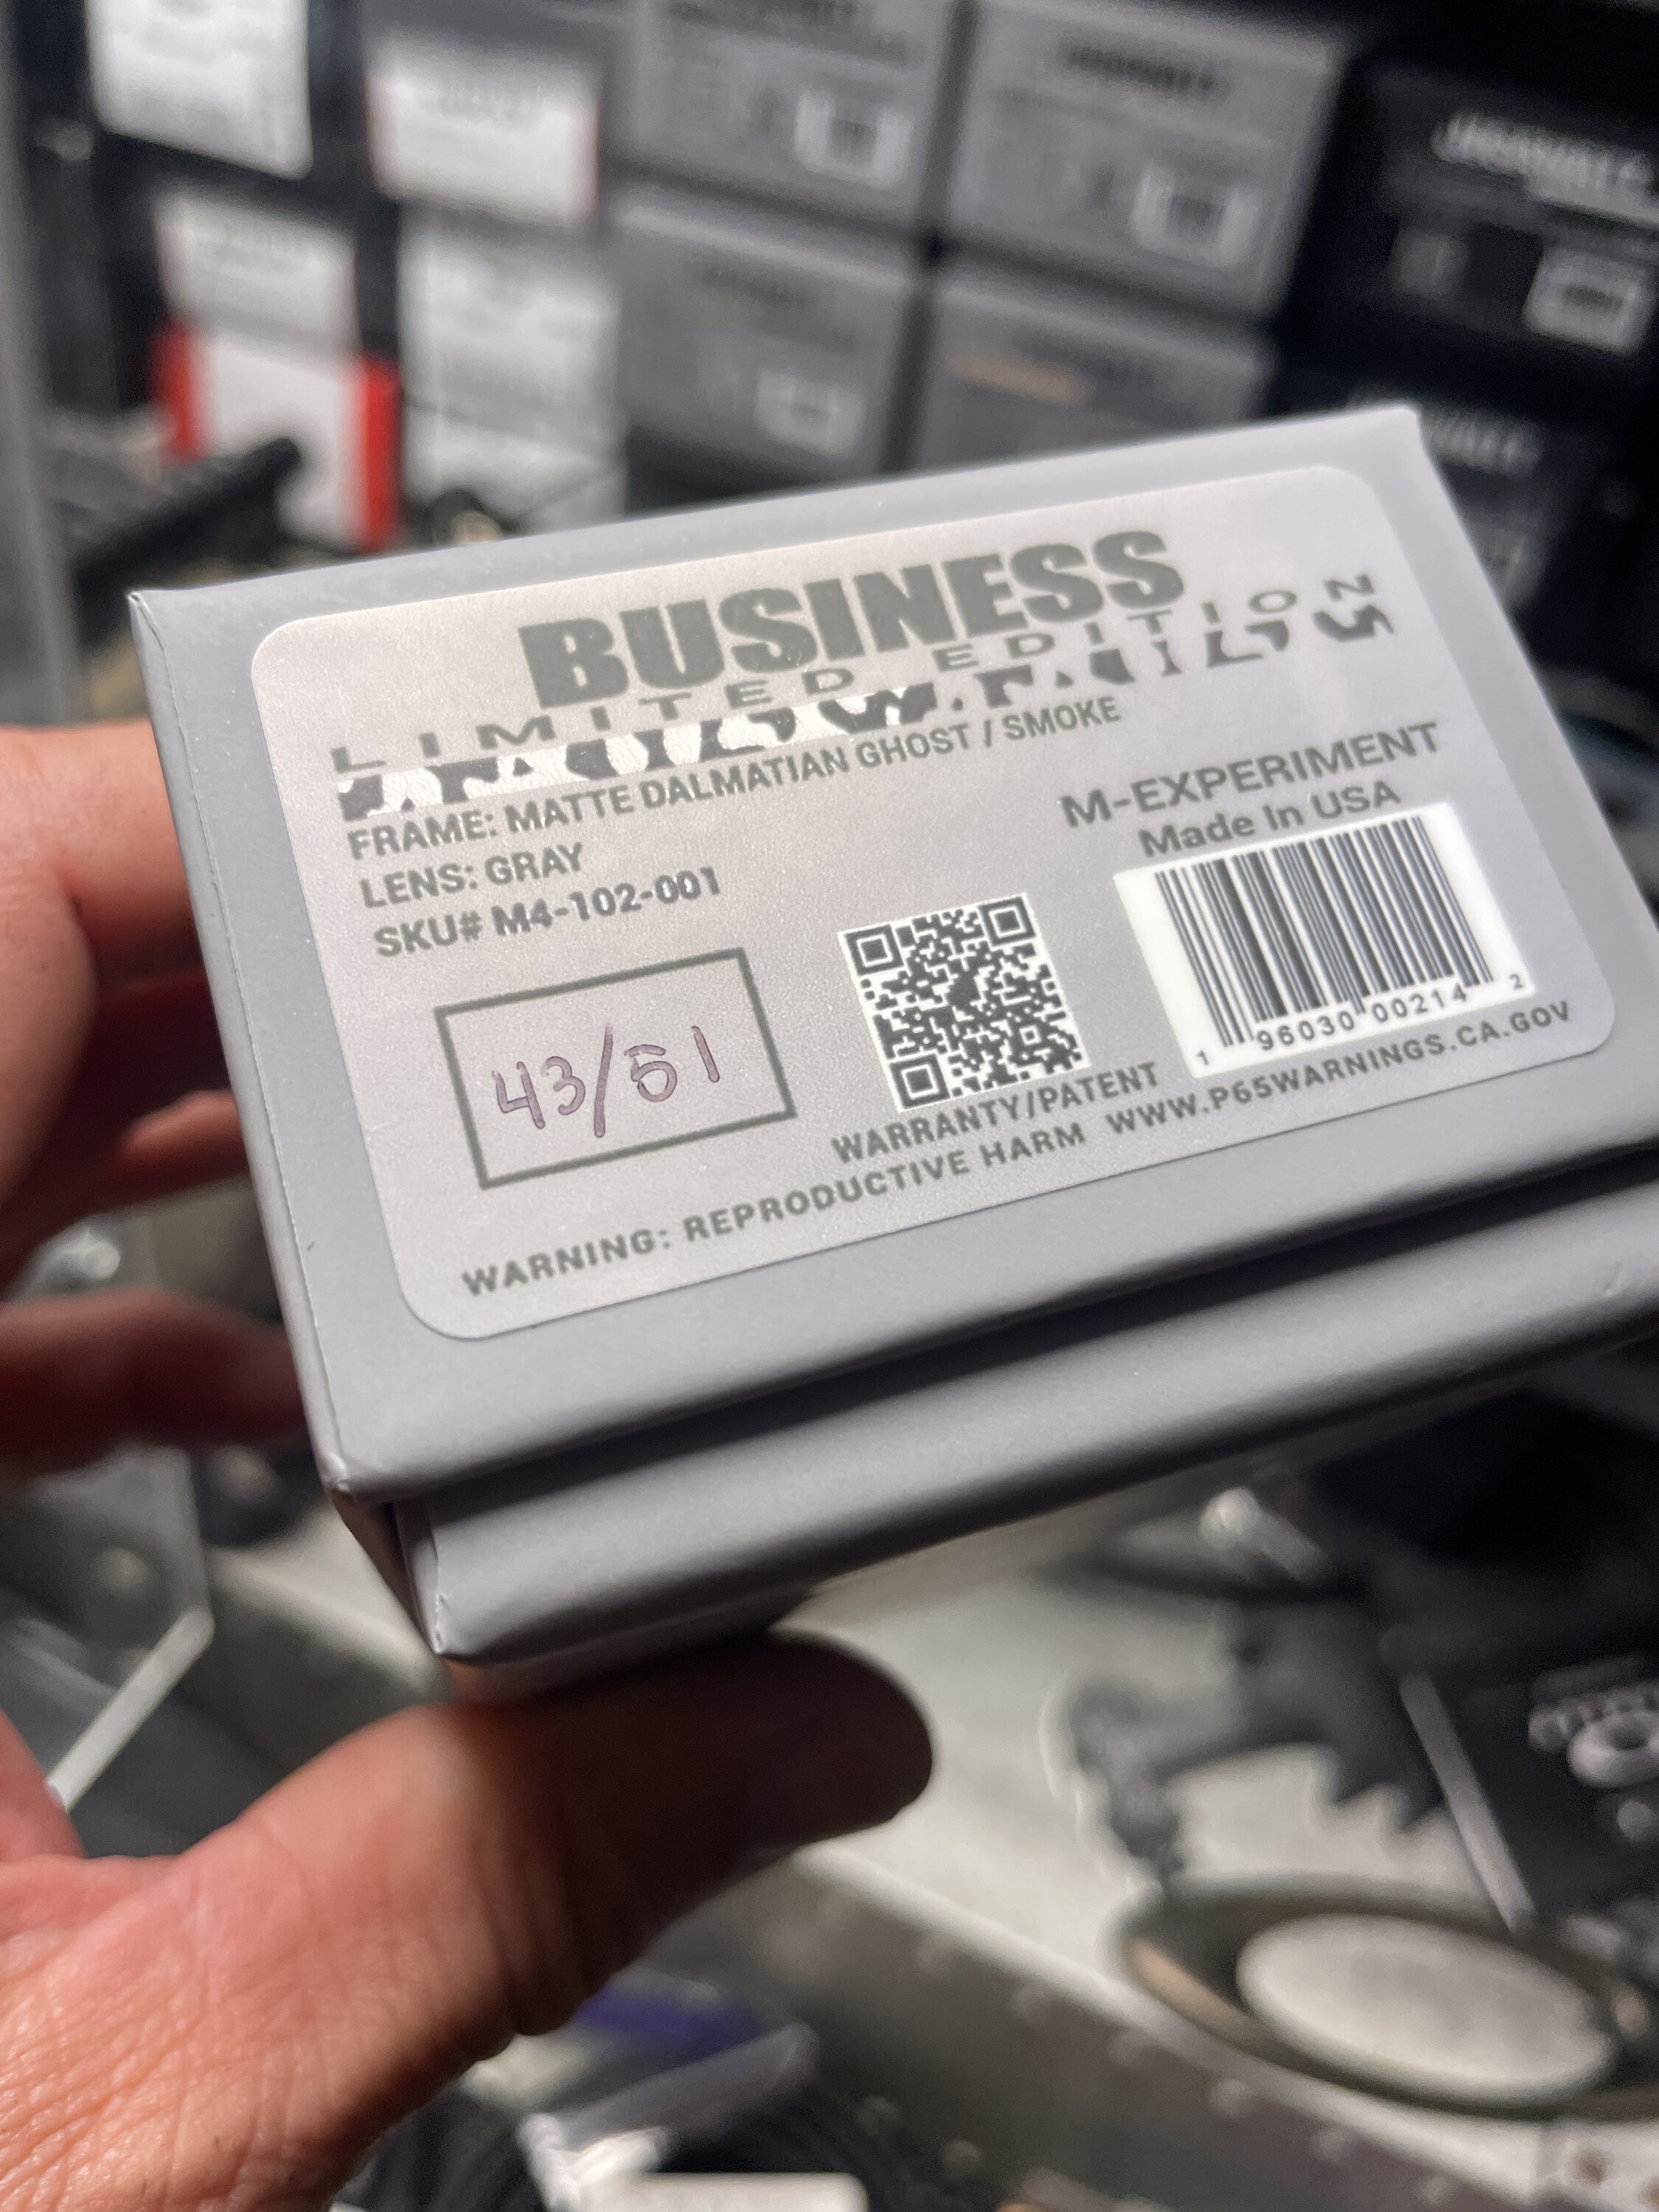 BUSINESS
LIMITED EDITION
FRAME: MATTE DALMATIAN GHOST / SMOKE
LENS: GRAY
SKU# M4-102-001
M-EXPERIMENT
Made In USA
43/51
1 96030 00214 2
WARRANTY/PATENT
WARNING: REPRODUCTIVE HARM WWW.P65WARNINGS.CA.GOV